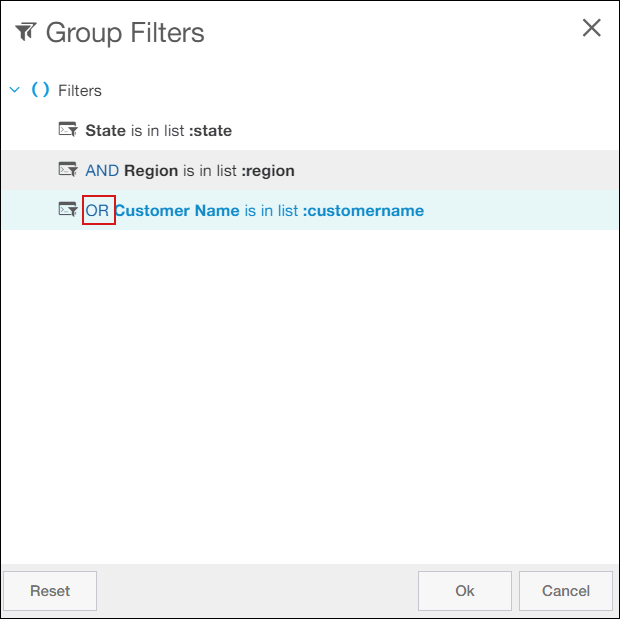 Group Filters
( ) Filters
State is in list :state
AND Region is in list :region
OR Customer Name is in list :customername
Reset Ok Cancel